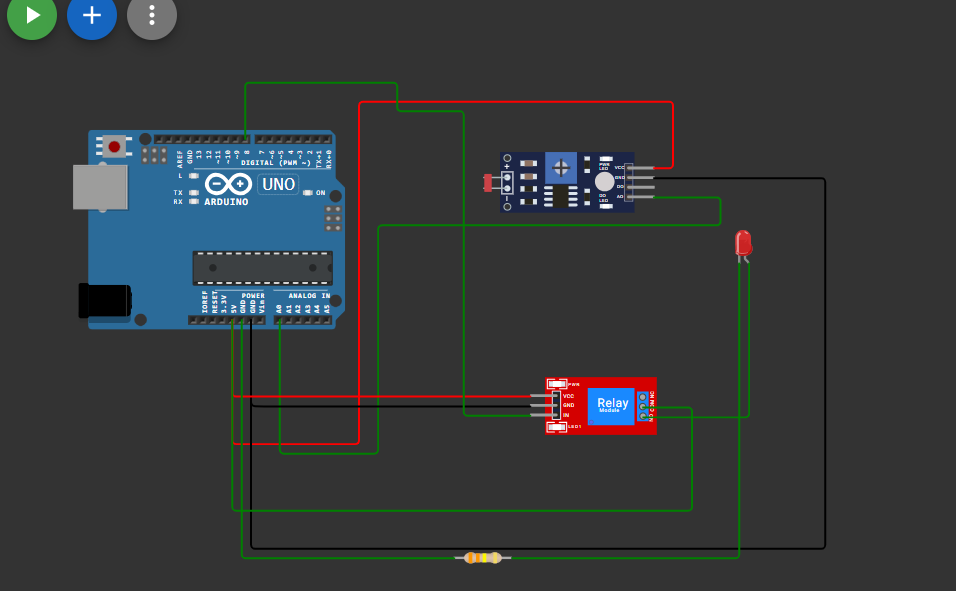 AREF
GND
13
12
~11
~10
~9
8
7
~6
~5
4
~3
2
TX→1
RX←0
DIGITAL (PWM ~)
L
TX
RX
UNO
ON
ARDUINO
IOREF
RESET
3.3V
5V
GND
GND
Vin
POWER
ANALOG IN
A0
A1
A2
A3
A4
A5
+
−
PWR
LED
DO
LED
VCC
GND
DO
AO
PWR
VCC
GND
IN
LED1
Relay
Module